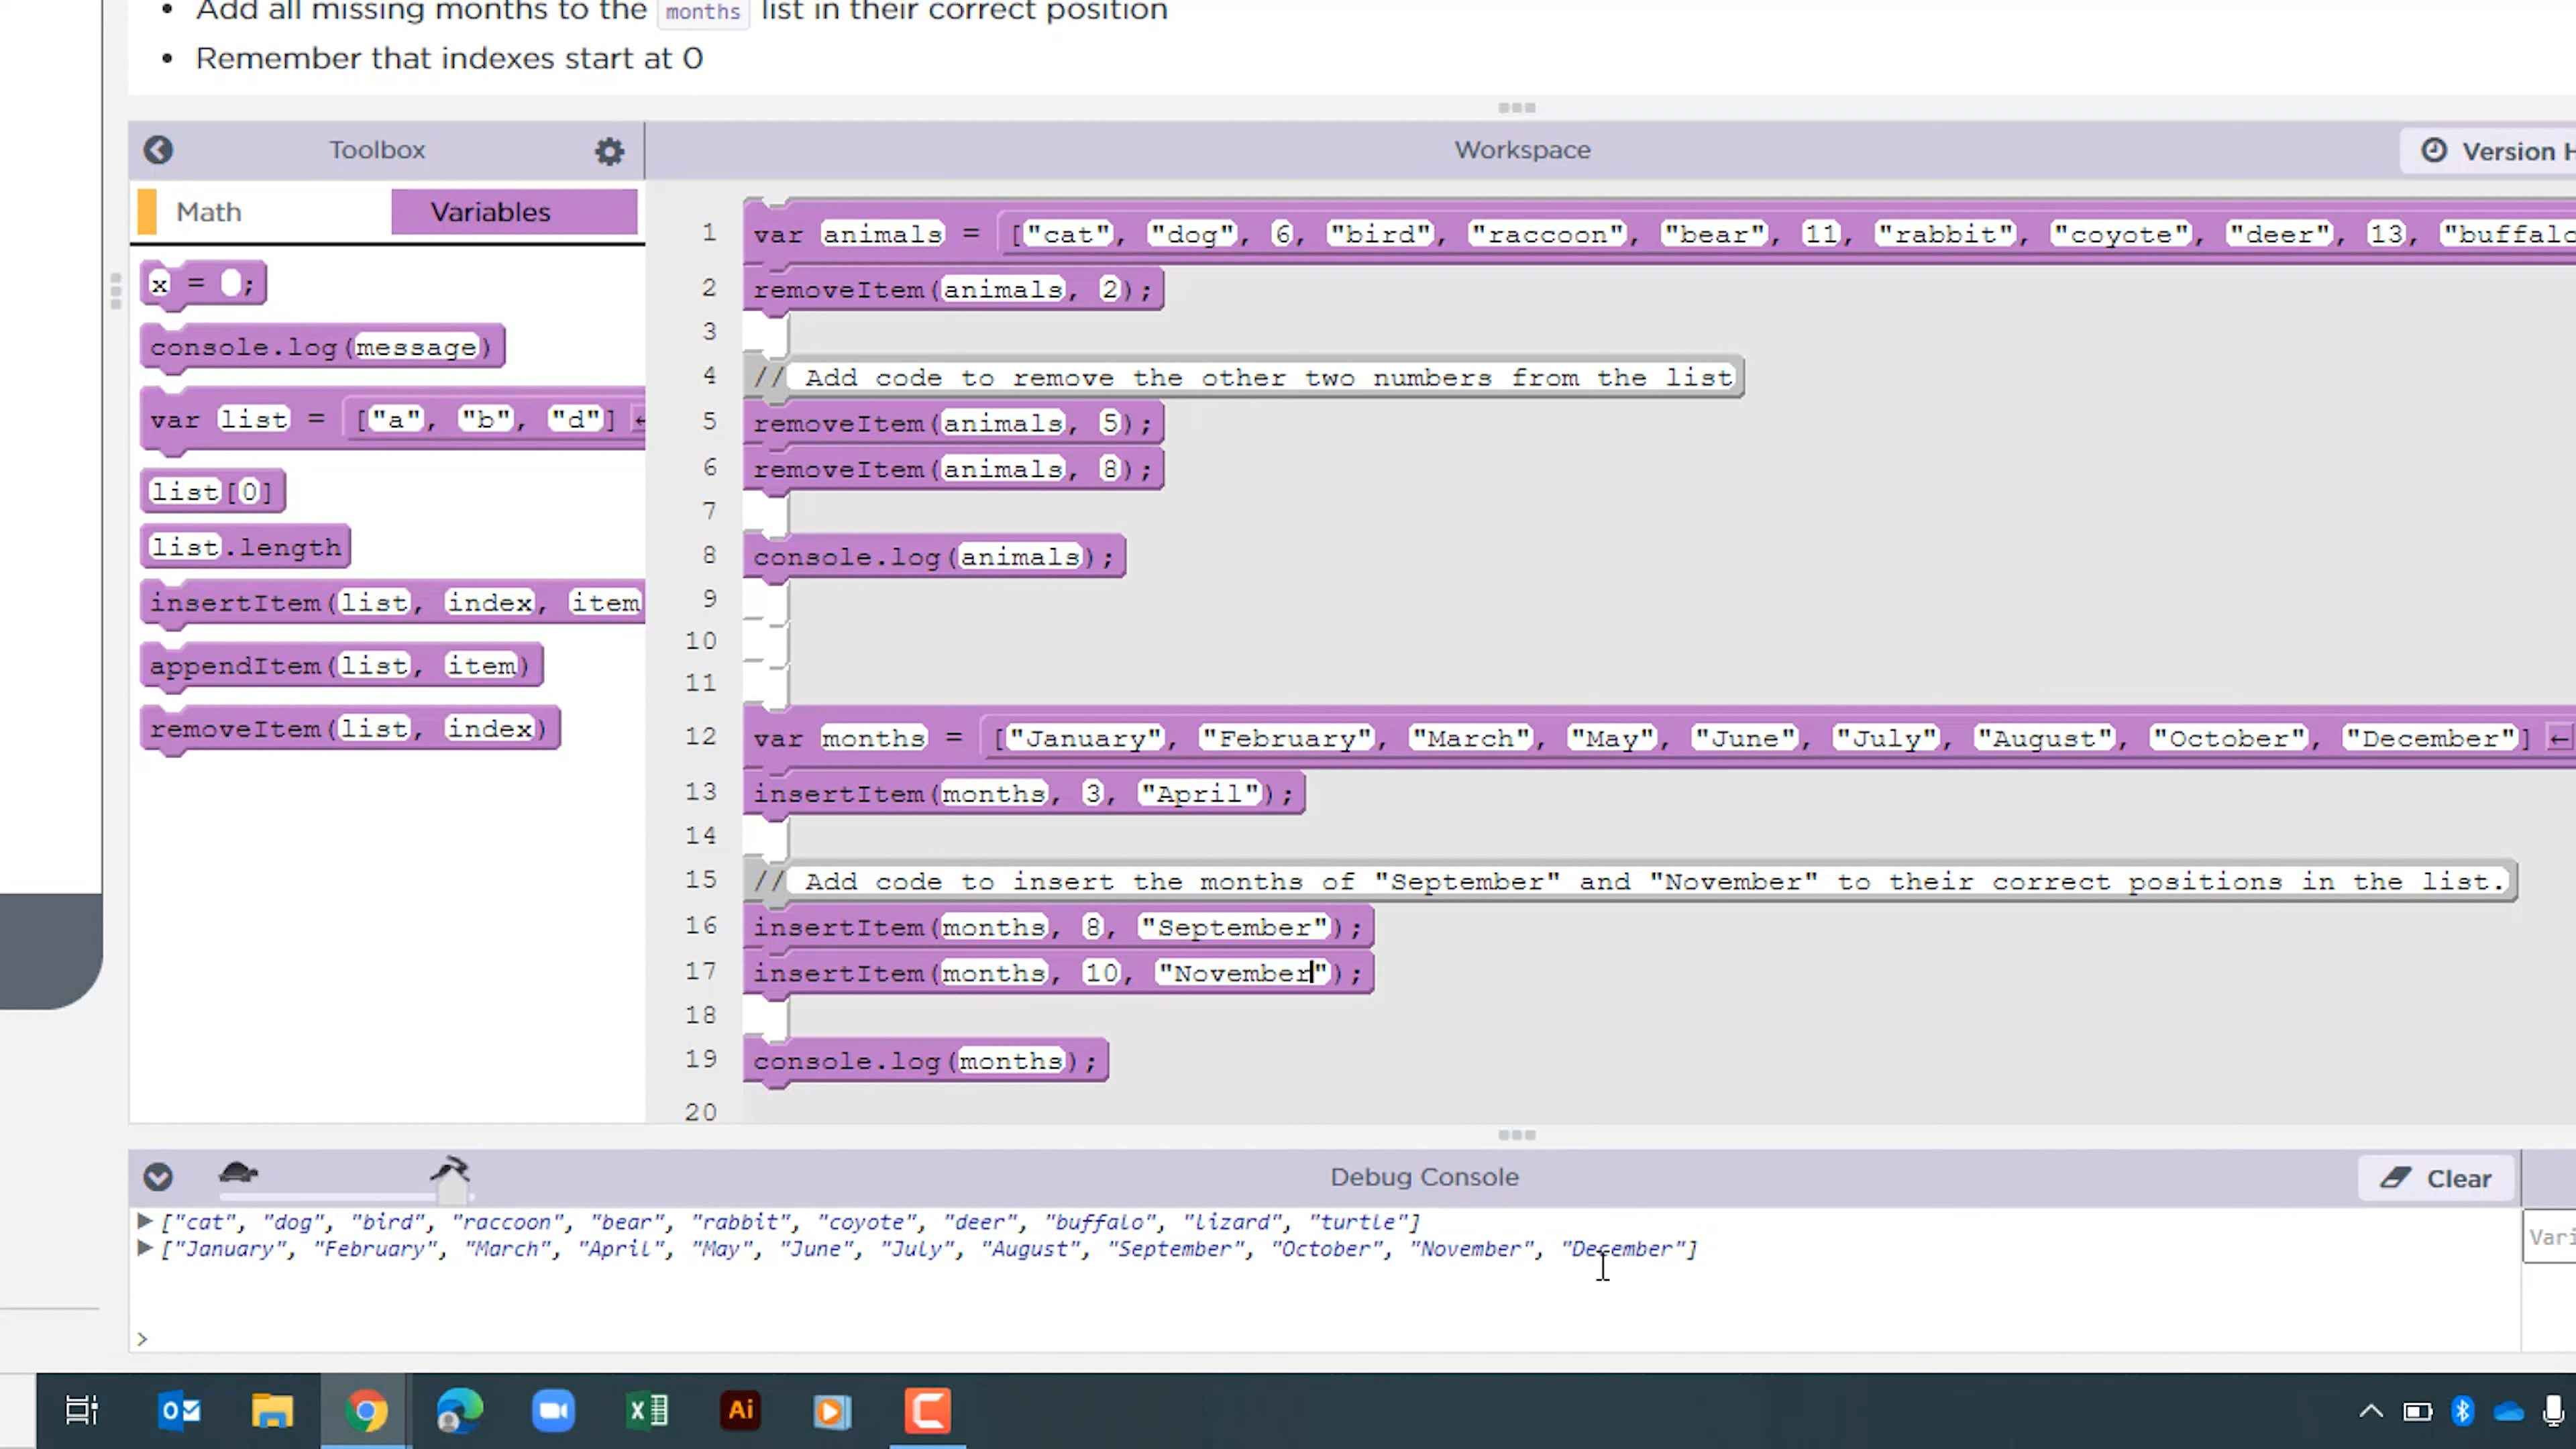 • Add all missing months to the months list in their correct position
• Remember that indexes start at 0
Toolbox
Workspace
Version H
Math
Variables
x = ;
console.log(message)
var list = ["a", "b", "d"] ←
list[0]
list.length
insertItem(list, index, item
appendItem(list, item)
removeItem(list, index)
1 var animals = ["cat", "dog", 6, "bird", "raccoon", "bear", 11, "rabbit", "coyote", "deer", 13, "buffalo
2 removeItem(animals, 2);
3
4 // Add code to remove the other two numbers from the list
5 removeItem(animals, 5);
6 removeItem(animals, 8);
7
8 console.log(animals);
9
10
11
12 var months = ["January", "February", "March", "May", "June", "July", "August", "October", "December"] ←
13 insertItem(months, 3, "April");
14
15 // Add code to insert the months of "September" and "November" to their correct positions in the list.
16 insertItem(months, 8, "September");
17 insertItem(months, 10, "November");
18
19 console.log(months);
20
Debug Console
Clear
["cat", "dog", "bird", "raccoon", "bear", "rabbit", "coyote", "deer", "buffalo", "lizard", "turtle"]
["January", "February", "March", "April", "May", "June", "July", "August", "September", "October", "November", "December"]
Vari
>
Ai